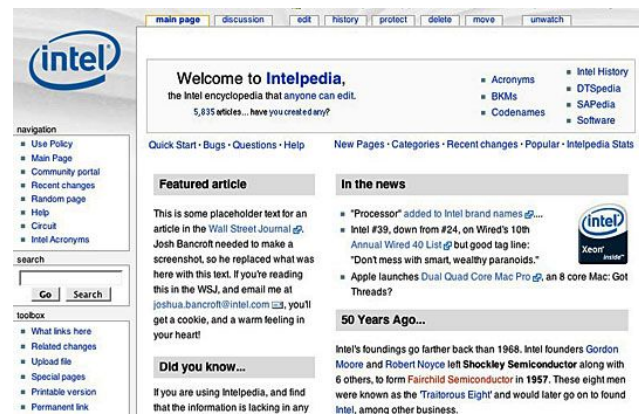 main page discussion edit history protect delete move unwatch
intel
Welcome to Intelpedia,
the Intel encyclopedia that anyone can edit.
5,835 articles... have you created any?
Acronyms
BKMs
Codenames
Intel History
DTSpedia
SAPedia
Software
navigation
Use Policy
Main Page
Community portal
Recent changes
Random page
Help
Circuit
Intel Acronyms
search
Go Search
toolbox
What links here
Related changes
Upload file
Special pages
Printable version
Permanent link
Quick Start · Bugs · Questions · Help
New Pages · Categories · Recent changes · Popular · Intelpedia Stats
Featured article
This is some placeholder text for an
article in the Wall Street Journal.
Josh Bancroft needed to make a
screenshot, so he replaced what was
here with this text. If you're reading
this in the WSJ, and email me at
joshua.bancroft@intel.com, you'll
get a cookie, and a warm feeling in
your heart!
Did you know...
If you are using Intelpedia, and find
that the information is lacking in any
In the news
"Processor" added to Intel brand names....
Intel #39, down from #24, on Wired's 10th
Annual Wired 40 List but good tag line:
"Don't mess with smart, wealthy paranoids."
Apple launches Dual Quad Core Mac Pro, an 8 core Mac: Got
Threads?
intel
Xeon
inside
50 Years Ago...
Intel's foundings go farther back than 1968. Intel founders Gordon
Moore and Robert Noyce left Shockley Semiconductor along with
6 others, to form Fairchild Semiconductor in 1957. These eight men
were known as the 'Traitorous Eight' and would later go on to found
Intel, among other business.